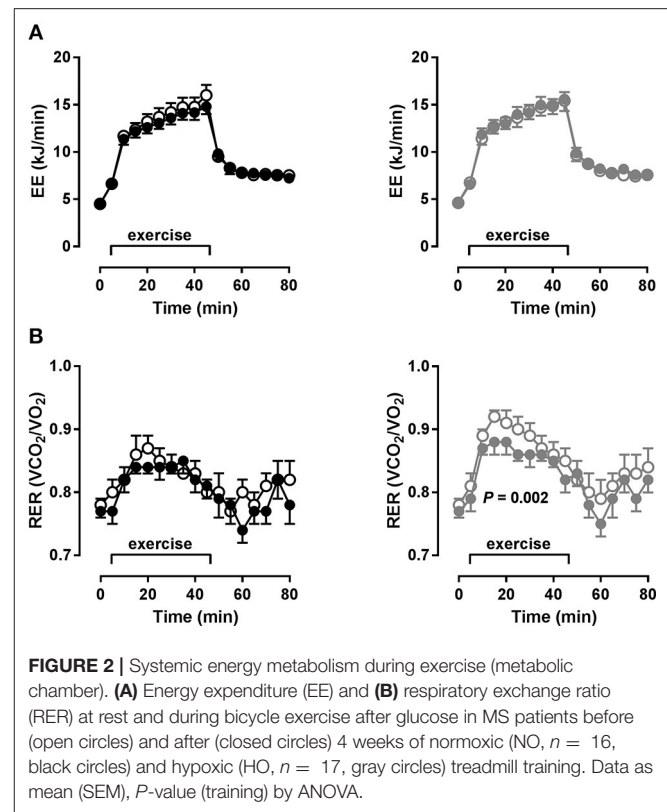 A
20
15
10
5
0
EE (kJ/min)
exercise
0 20 40 60 80
Time (min)
20
15
10
5
0
EE (kJ/min)
exercise
0 20 40 60 80
Time (min)
B
1.0
0.9
0.8
0.7
RER (VCO₂/VO₂)
exercise
0 20 40 60 80
Time (min)
1.0
0.9
0.8
0.7
RER (VCO₂/VO₂)
P = 0.002
exercise
0 20 40 60 80
Time (min)
FIGURE 2 | Systemic energy metabolism during exercise (metabolic
chamber). (A) Energy expenditure (EE) and (B) respiratory exchange ratio
(RER) at rest and during bicycle exercise after glucose in MS patients before
(open circles) and after (closed circles) 4 weeks of normoxic (NO, n = 16,
black circles) and hypoxic (HO, n = 17, gray circles) treadmill training. Data as
mean (SEM), P-value (training) by ANOVA.